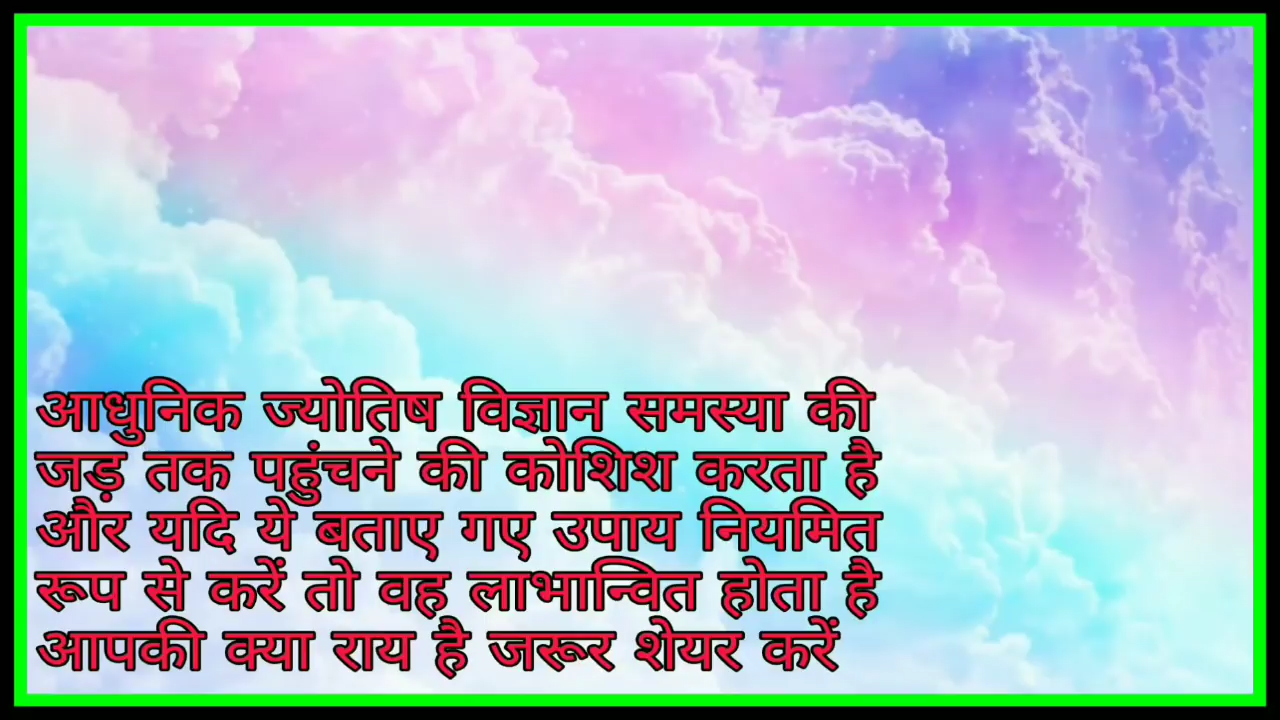 आधुनिक ज्योतिष विज्ञान समस्या की
जड़ तक पहुंचने की कोशिश करता है
और यदि ये बताए गए उपाय नियमित
रूप से करें तो वह लाभान्वित होता है
आपकी क्या राय है जरूर शेयर करें